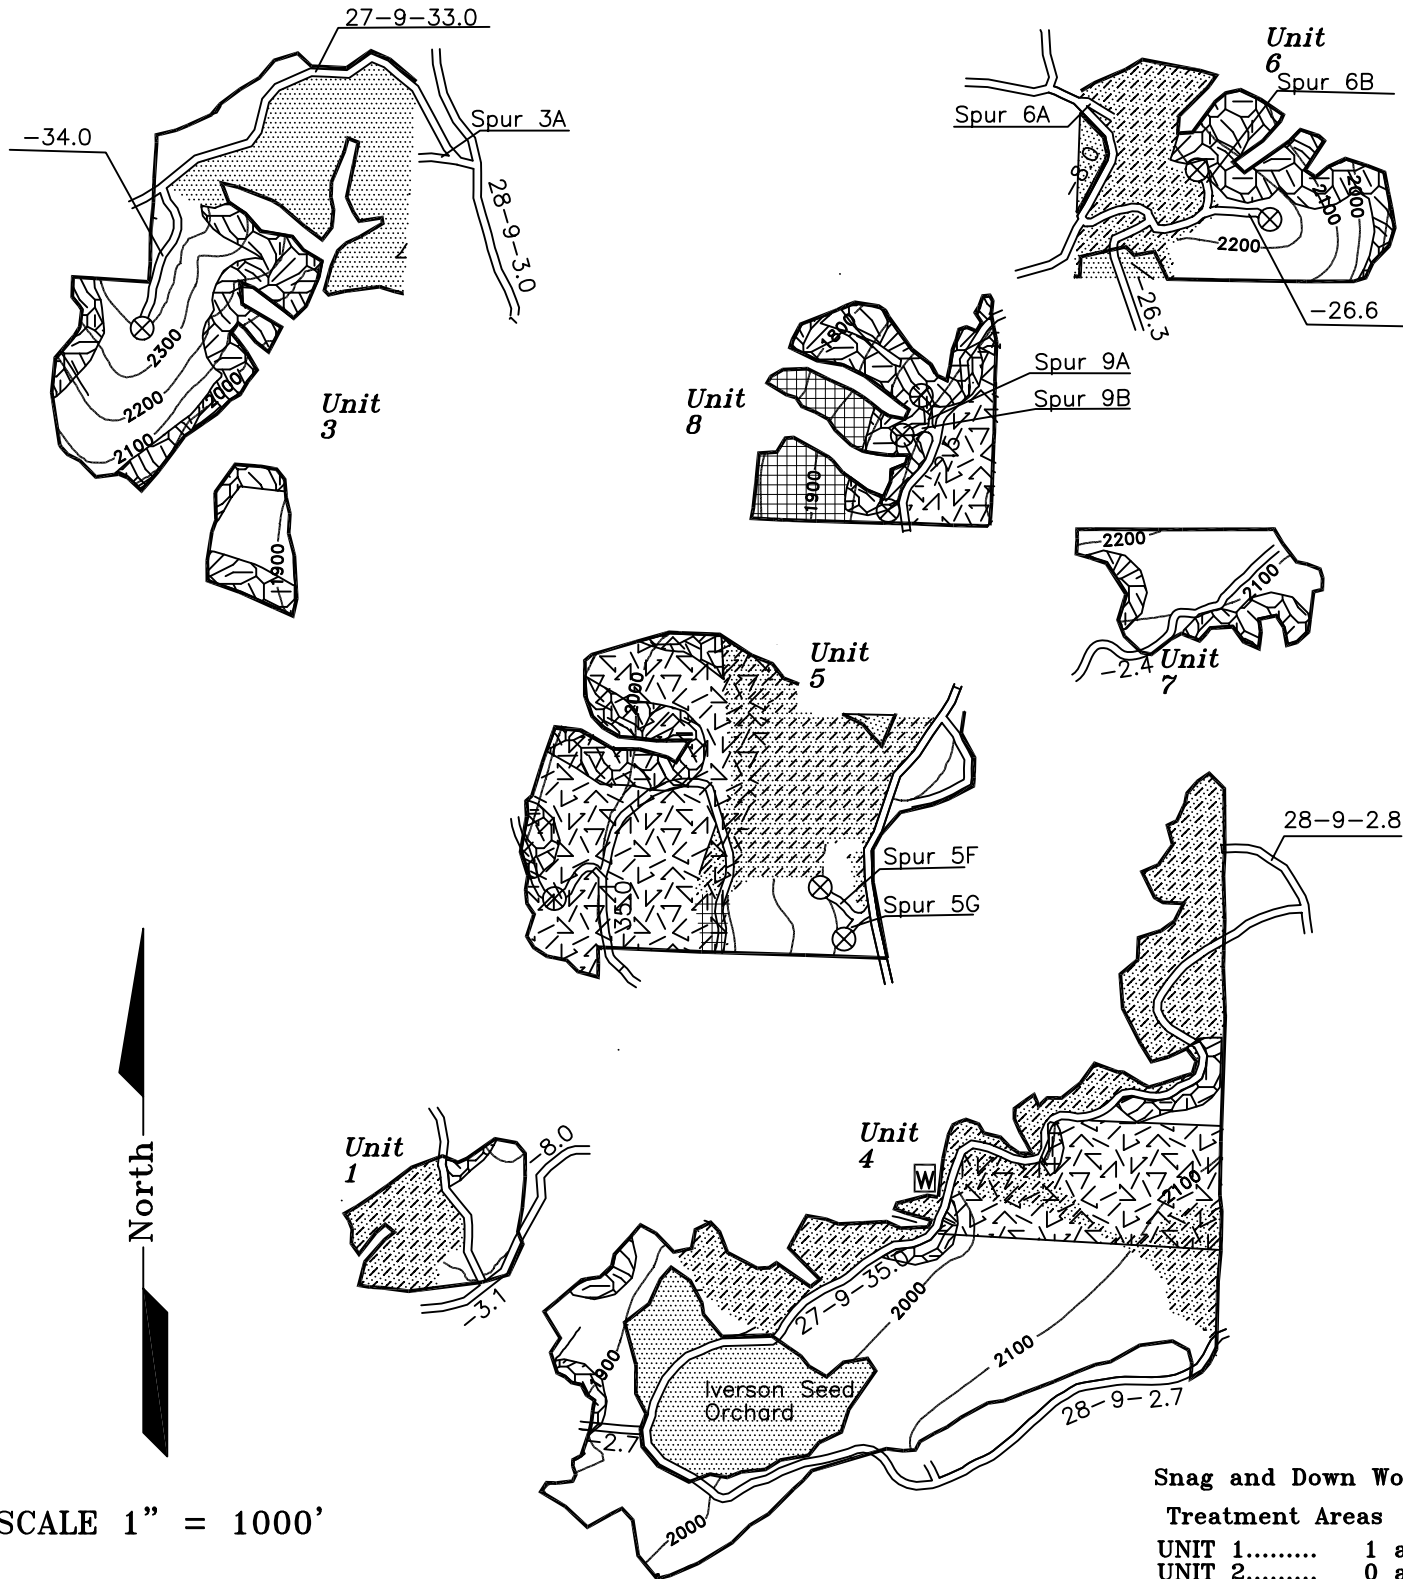 27-9-33.0
Unit
6
Spur 6B
Spur 6A
Spur 3A
-34.0
-8.0
2100
2000
2200
28-9-3.0
-26.3
-26.6
2300
1800
Spur 9A
Unit
8
Spur 9B
2200
2000
Unit
3
2100
1900
1900
2200
2100
-2.4
Unit
7
Unit
5
2000
28-9-2.8
Spur 5F
-35.0
Spur 5G
North
Unit
1
-8.0
-3.1
Unit
4
W
2100
27-9-35.0
2000
2100
1900
Iverson Seed
Orchard
28-9-2.7
-2.7
2000
SCALE 1" = 1000'
Snag and Down Wo
Treatment Areas
UNIT 1......... 1 a
UNIT 2......... 0 a